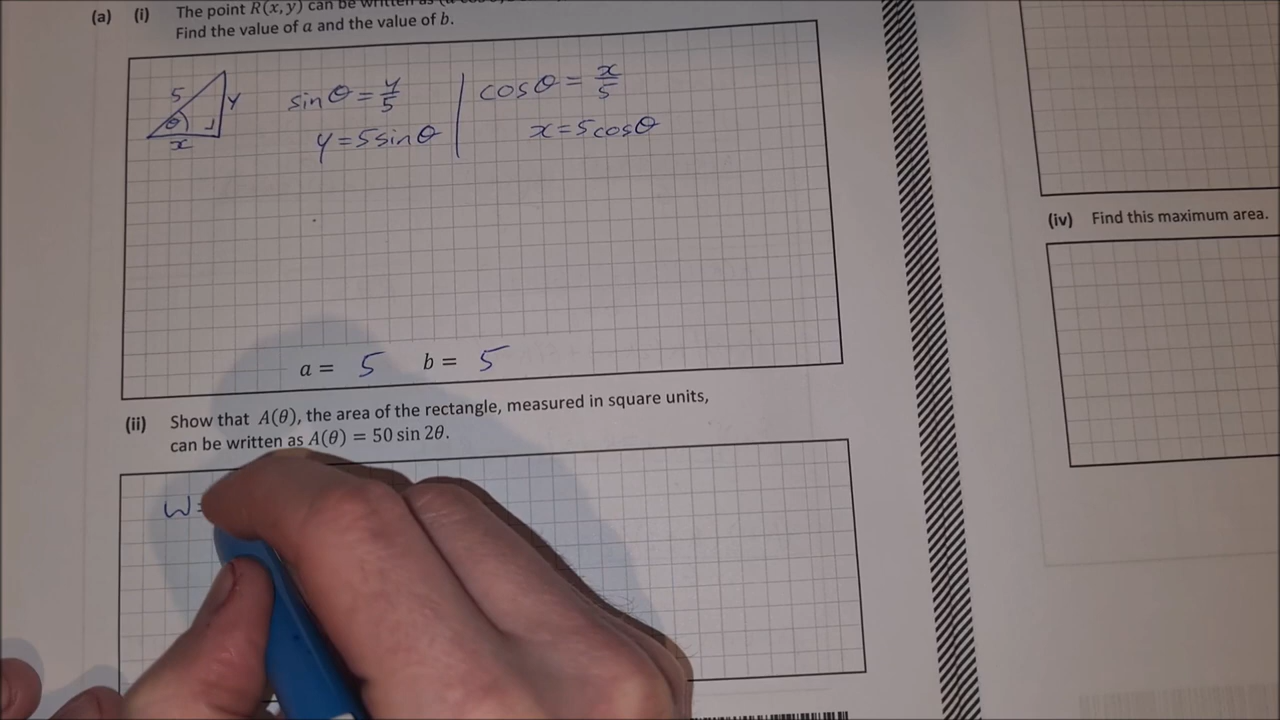 (a) (i) The point R(x, y) can be written as
Find the value of a and the value of b.
5 y θ x
sin θ = y/5
y = 5 sin θ
cos θ = x/5
x = 5 cos θ
a = 5 b = 5
(ii) Show that A(θ), the area of the rectangle, measured in square units,
can be written as A(θ) = 50 sin 2θ.
W =
(iv) Find this maximum area.